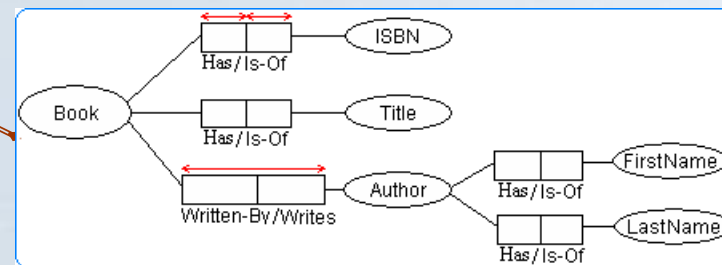 ISBN
Has/Is-Of
Book
Title
Has/Is-Of
Author
Written-By/Writes
FirstName
Has/Is-Of
LastName
Has/Is-Of